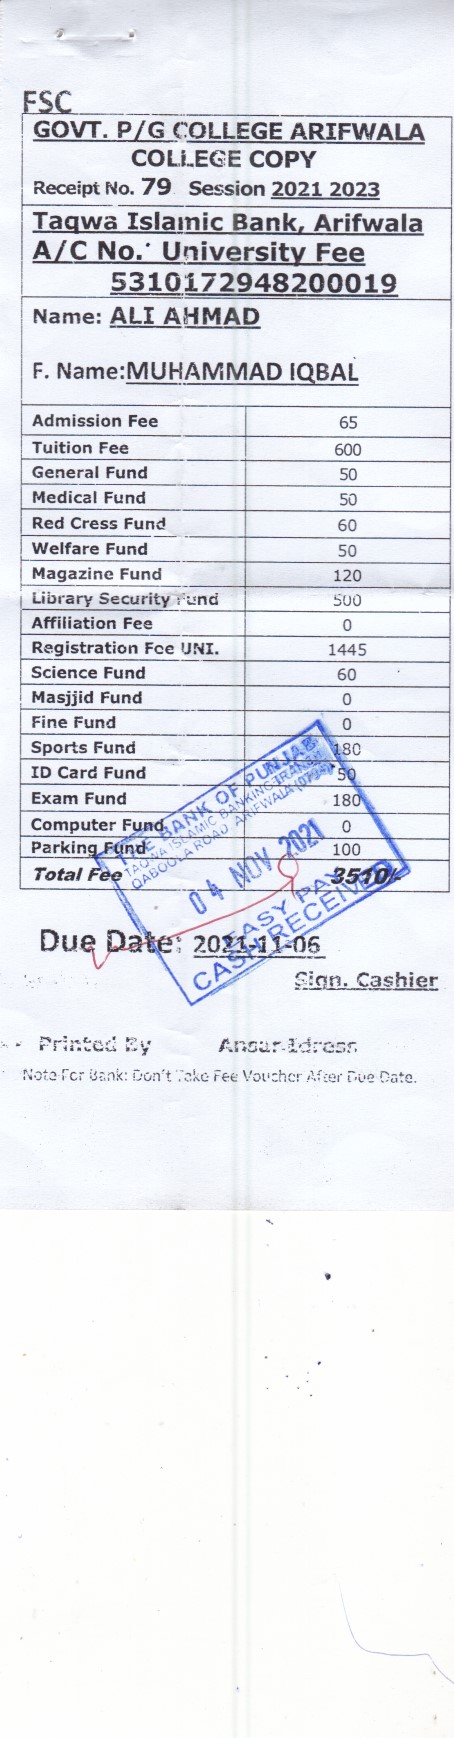 FSC
GOVT. P/G COLLEGE ARIFWALA
COLLEGE COPY
Receipt No. 79 Session 2021 2023
Taqwa Islamic Bank, Arifwala
A/C No. University Fee
5310172948200019
Name: ALI AHMAD
F. Name: MUHAMMAD IQBAL
Admission Fee 65
Tuition Fee 600
General Fund 50
Medical Fund 50
Red Cress Fund 60
Welfare Fund 50
Magazine Fund 120
Library Security Fund 500
Affiliation Fee 0
Registration Fee UNI. 1445
Science Fund 60
Masjjid Fund 0
Fine Fund 0
Sports Fund 180
ID Card Fund 50
Exam Fund 180
Computer Fund 0
Parking Fund 100
Total Fee 3510/-
THE BANK OF PUNJAB
TAQWA ISLAMIC BANKING BRANCH
QABOOLA ROAD ARIFWALA
04 NOV 2021
EASY PAY
CASH RECEIVED
Due Date: 2021-11-06
Sign. Cashier
Printed By Ansar Idress
Note For Bank: Don't Take Fee Voucher After Due Date.